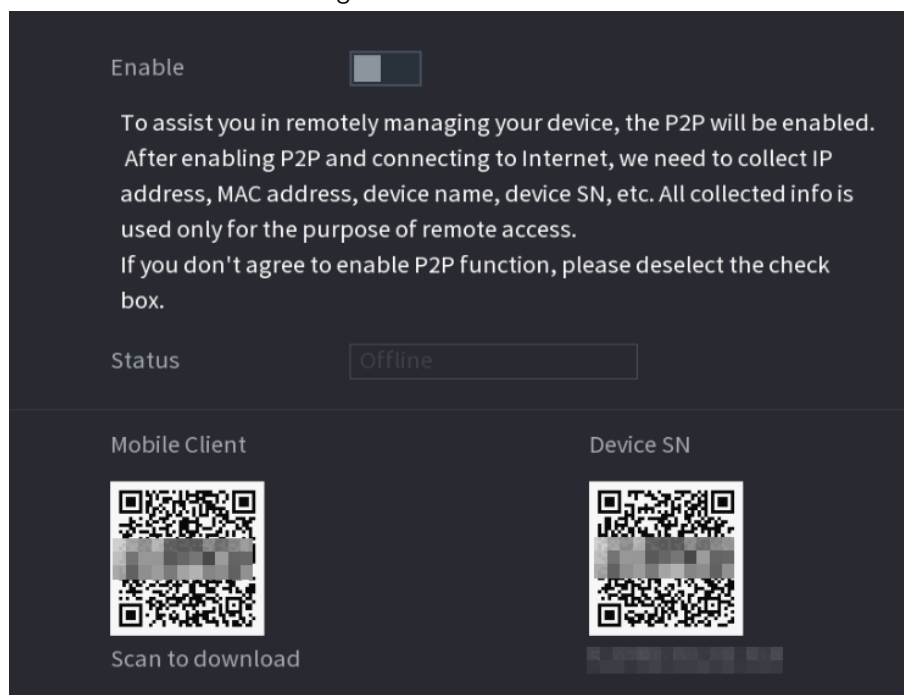 Enable
To assist you in remotely managing your device, the P2P will be enabled.
After enabling P2P and connecting to Internet, we need to collect IP
address, MAC address, device name, device SN, etc. All collected info is
used only for the purpose of remote access.
If you don't agree to enable P2P function, please deselect the check
box.
Status Offline
Mobile Client Device SN
Scan to download